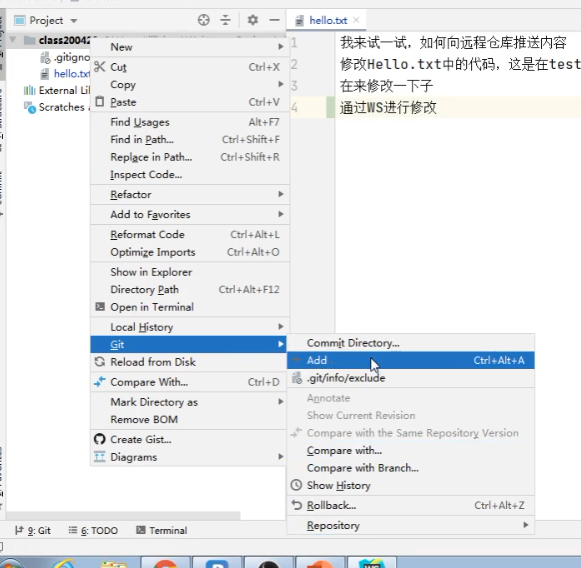 Project
hello.txt
class20042
.gitigno
hello.txt
External Lib
Scratches a
1 我来试一试，如何向远程仓库推送内容
2 修改Hello.txt中的代码，这是在test
3 在来修改一下子
4 通过WS进行修改
New
Cut Ctrl+X
Copy
Paste Ctrl+V
Find Usages Alt+F7
Find in Path... Ctrl+Shift+F
Replace in Path... Ctrl+Shift+R
Inspect Code...
Refactor
Add to Favorites
Reformat Code Ctrl+Alt+L
Optimize Imports Ctrl+Alt+O
Show in Explorer
Directory Path Ctrl+Alt+F12
Open in Terminal
Local History
Git
Reload from Disk
Compare With... Ctrl+D
Mark Directory as
Remove BOM
Create Gist...
Diagrams
Commit Directory...
Add Ctrl+Alt+A
.git/info/exclude
Annotate
Show Current Revision
Compare with the Same Repository Version
Compare with...
Compare with Branch...
Show History
Rollback... Ctrl+Alt+Z
Repository
9: Git 6: TODO Terminal